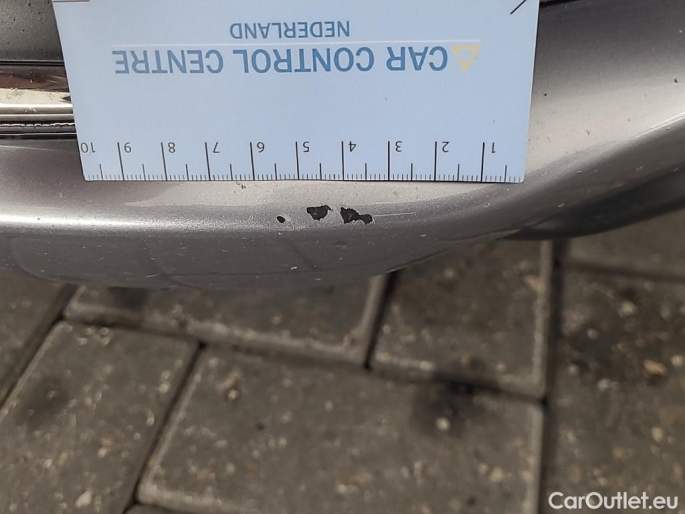 CAR CONTROL CENTRE
NEDERLAND
1 2 3 4 5 6 7 8 9 10
CarOutlet.eu